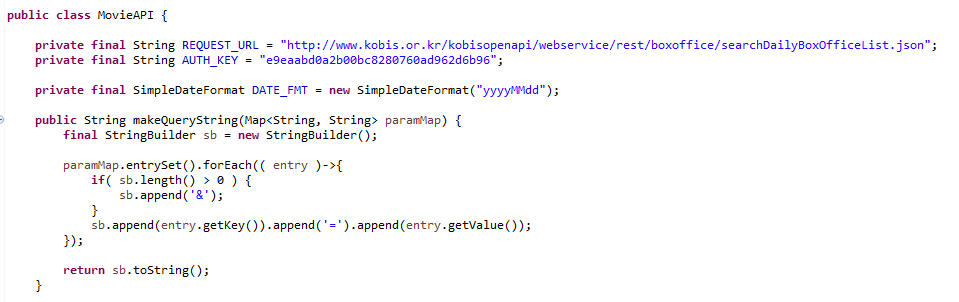 public class MovieAPI {
private final String REQUEST_URL = "http://www.kobis.or.kr/kobisopenapi/webservice/rest/boxoffice/searchDailyBoxOfficeList.json";
private final String AUTH_KEY = "e9eaabd0a2b00bc8280760ad962d6b96";
private final SimpleDateFormat DATE_FMT = new SimpleDateFormat("yyyyMMdd");
public String makeQueryString(Map<String, String> paramMap) {
final StringBuilder sb = new StringBuilder();
paramMap.entrySet().forEach(( entry )->{
if( sb.length() > 0 ) {
sb.append('&');
}
sb.append(entry.getKey()).append('=').append(entry.getValue());
});
return sb.toString();
}